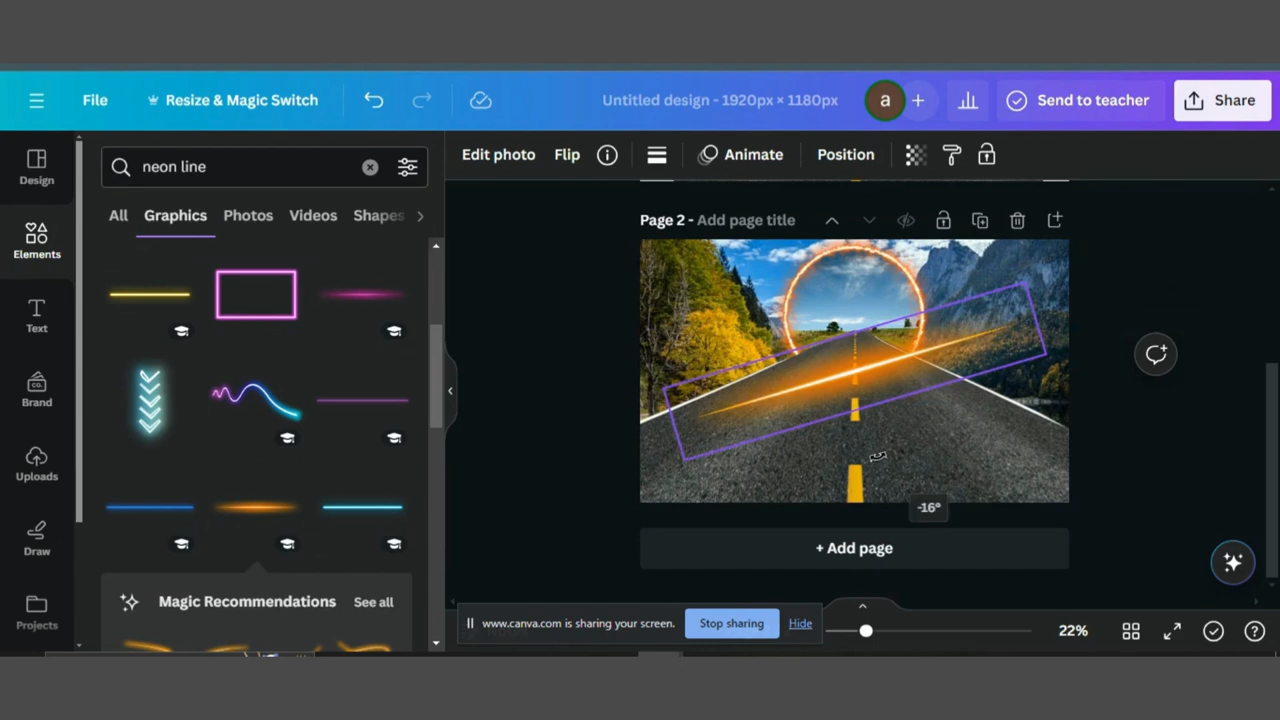 File
Resize & Magic Switch
Untitled design - 1920px × 1180px
a
+
Send to teacher
Share
Design
Elements
Text
Brand
CO.
Uploads
Draw
Projects
neon line
All
Graphics
Photos
Videos
Shapes
Magic Recommendations
See all
Edit photo
Flip
Animate
Position
Page 2 - Add page title
-16°
+ Add page
www.canva.com is sharing your screen.
Stop sharing
Hide
22%